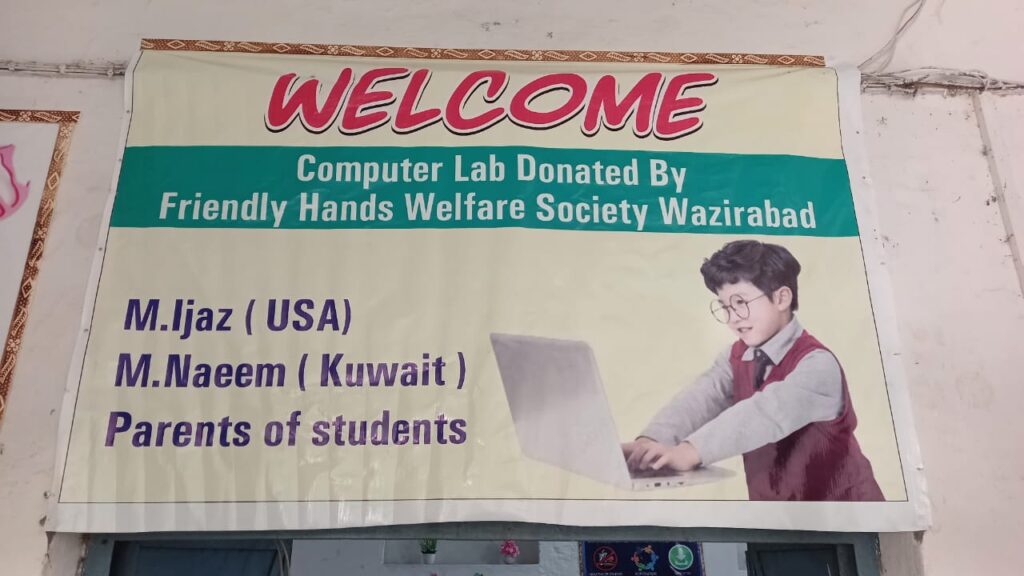 WELCOME
Computer Lab Donated By
Friendly Hands Welfare Society Wazirabad
M.Ijaz ( USA)
M.Naeem ( Kuwait )
Parents of students